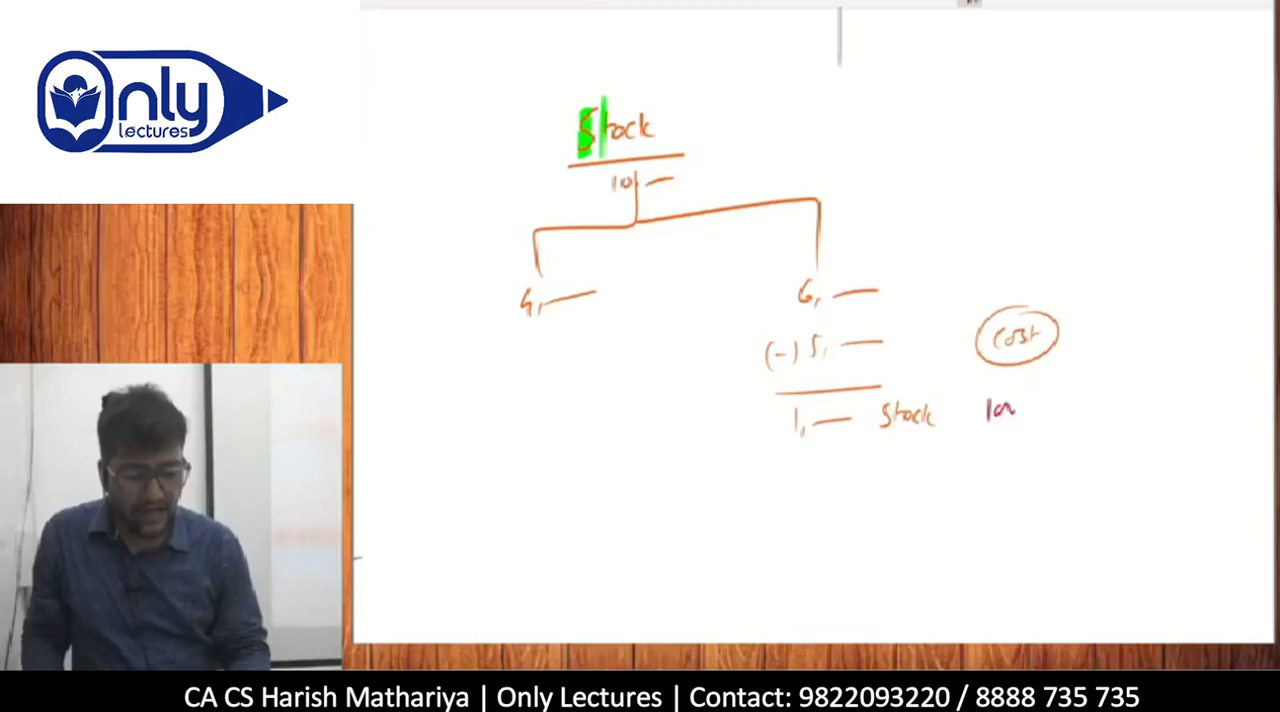 Only
lectures
Stock
10, —
4, —
6, —
(-) 5, —
Cost
1, — Stock
CA CS Harish Mathariya | Only Lectures | Contact: 9822093220 / 8888 735 735